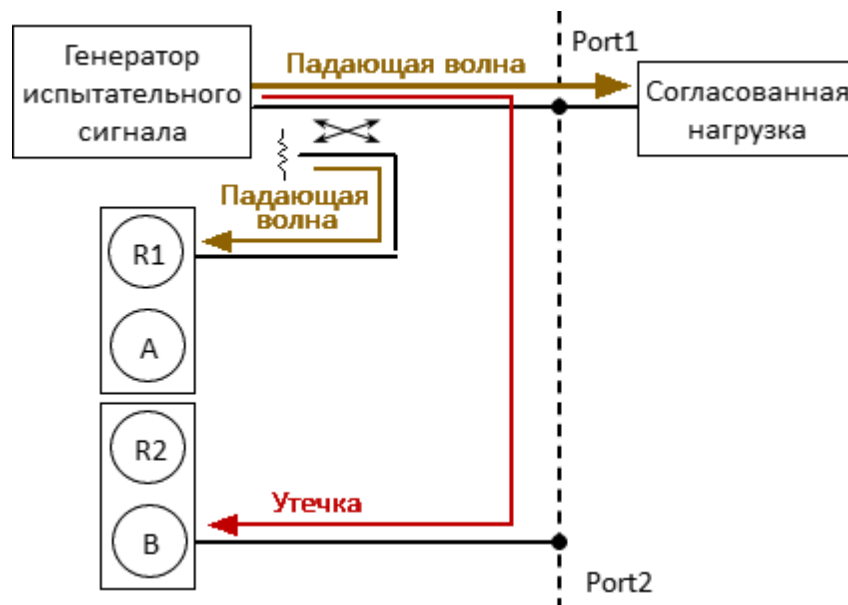 Генератор
испытательного
сигнала
Падающая волна
Port1
Согласованная
нагрузка
Падающая
волна
R1
A
R2
Утечка
B
Port2